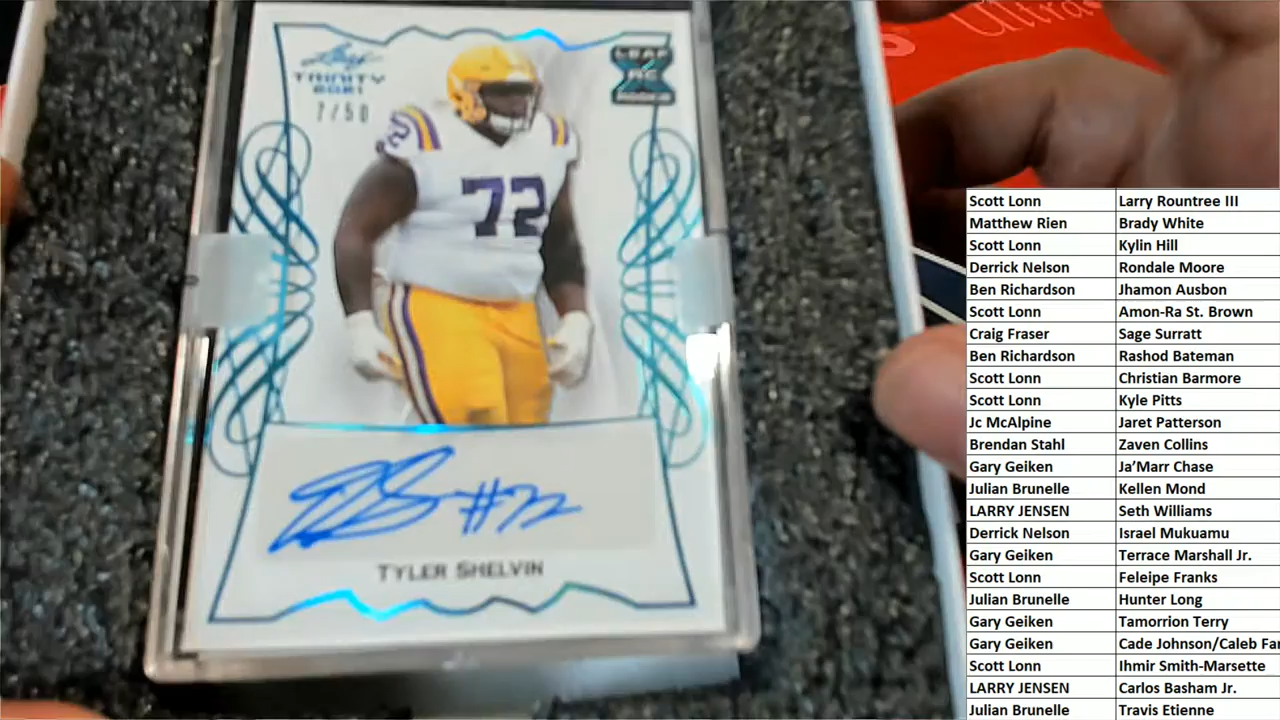 Ultra
Leaf
TRINITY
2021
7/50
LEAF
RC
ROOKIE
72
72
#72
TYLER SHELVIN
Scott Lonn Larry Rountree III
Matthew Rien Brady White
Scott Lonn Kylin Hill
Derrick Nelson Rondale Moore
Ben Richardson Jhamon Ausbon
Scott Lonn Amon-Ra St. Brown
Craig Fraser Sage Surratt
Ben Richardson Rashod Bateman
Scott Lonn Christian Barmore
Scott Lonn Kyle Pitts
Jc McAlpine Jaret Patterson
Brendan Stahl Zaven Collins
Gary Geiken Ja’Marr Chase
Julian Brunelle Kellen Mond
LARRY JENSEN Seth Williams
Derrick Nelson Israel Mukuamu
Gary Geiken Terrace Marshall Jr.
Scott Lonn Feleipe Franks
Julian Brunelle Hunter Long
Gary Geiken Tamorrion Terry
Gary Geiken Cade Johnson/Caleb Far
Scott Lonn Ihmir Smith-Marsette
LARRY JENSEN Carlos Basham Jr.
Julian Brunelle Travis Etienne